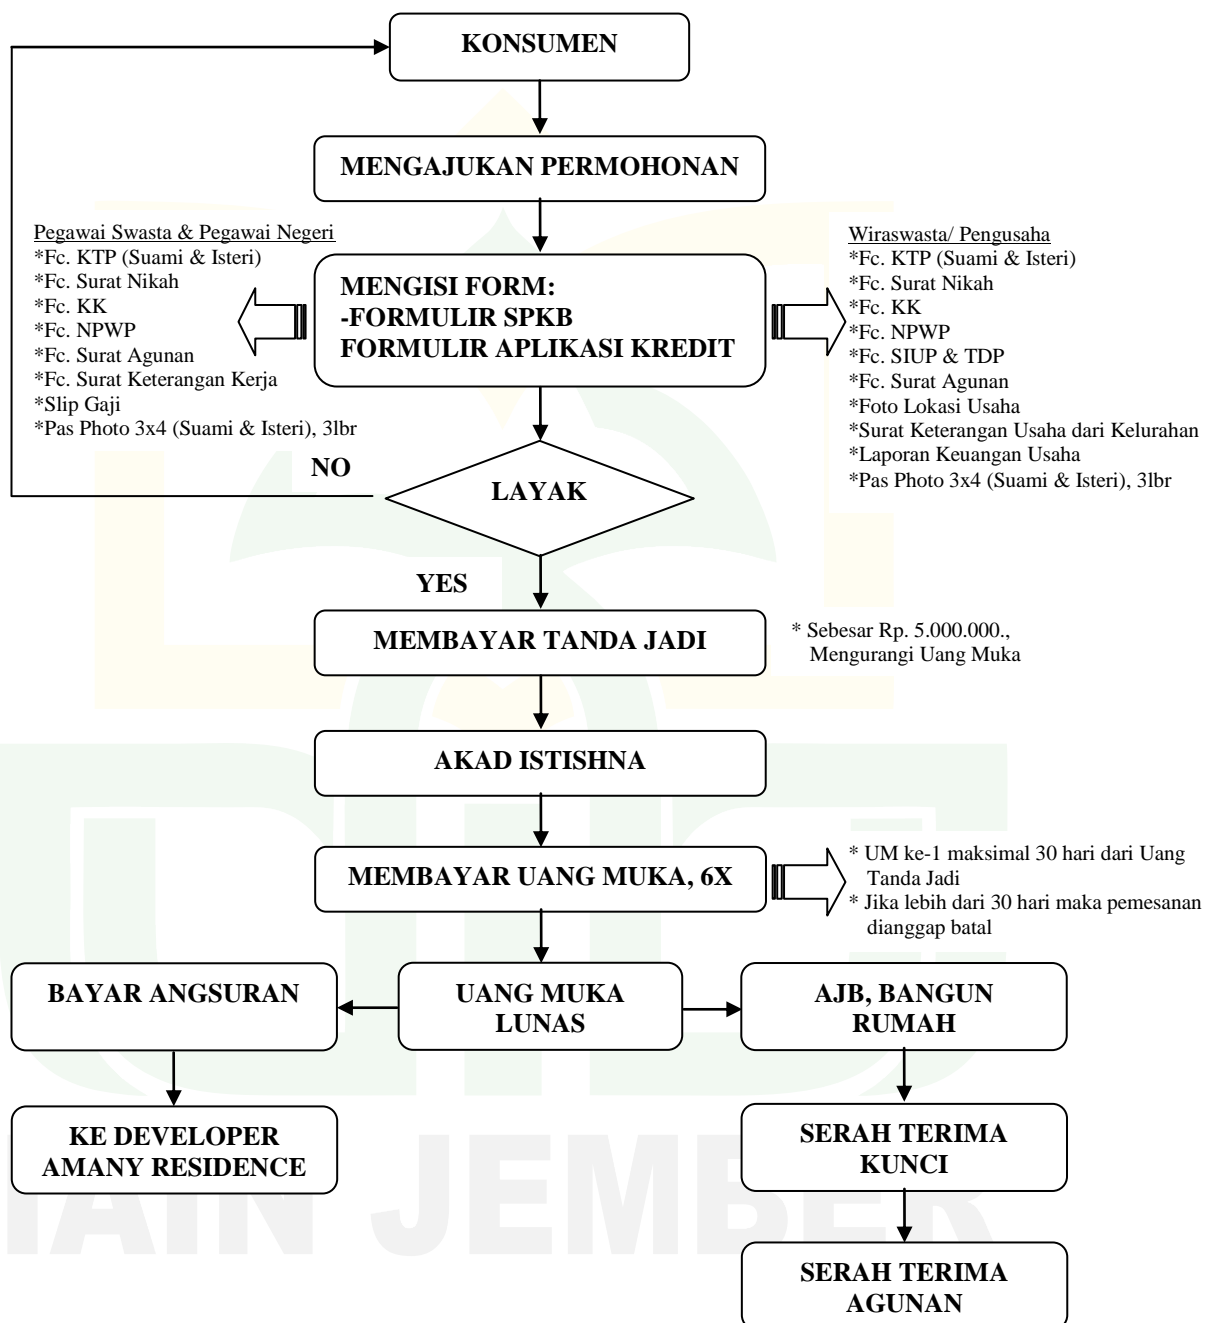 KONSUMEN
MENGAJUKAN PERMOHONAN
Pegawai Swasta & Pegawai Negeri
*Fc. KTP (Suami & Isteri)
*Fc. Surat Nikah
*Fc. KK
*Fc. NPWP
*Fc. Surat Agunan
*Fc. Surat Keterangan Kerja
*Slip Gaji
*Pas Photo 3x4 (Suami & Isteri), 3lbr
MENGISI FORM:
-FORMULIR SPKB
FORMULIR APLIKASI KREDIT
Wiraswasta/ Pengusaha
*Fc. KTP (Suami & Isteri)
*Fc. Surat Nikah
*Fc. KK
*Fc. NPWP
*Fc. SIUP & TDP
*Fc. Surat Agunan
*Foto Lokasi Usaha
*Surat Keterangan Usaha dari Kelurahan
*Laporan Keuangan Usaha
*Pas Photo 3x4 (Suami & Isteri), 3lbr
NO
LAYAK
YES
MEMBAYAR TANDA JADI
* Sebesar Rp. 5.000.000.,
Mengurangi Uang Muka
AKAD ISTISHNA
MEMBAYAR UANG MUKA, 6X
* UM ke-1 maksimal 30 hari dari Uang
Tanda Jadi
* Jika lebih dari 30 hari maka pemesanan
dianggap batal
BAYAR ANGSURAN
UANG MUKA
LUNAS
AJB, BANGUN
RUMAH
KE DEVELOPER
AMANY RESIDENCE
SERAH TERIMA
KUNCI
SERAH TERIMA
AGUNAN
IAIN JEMBER